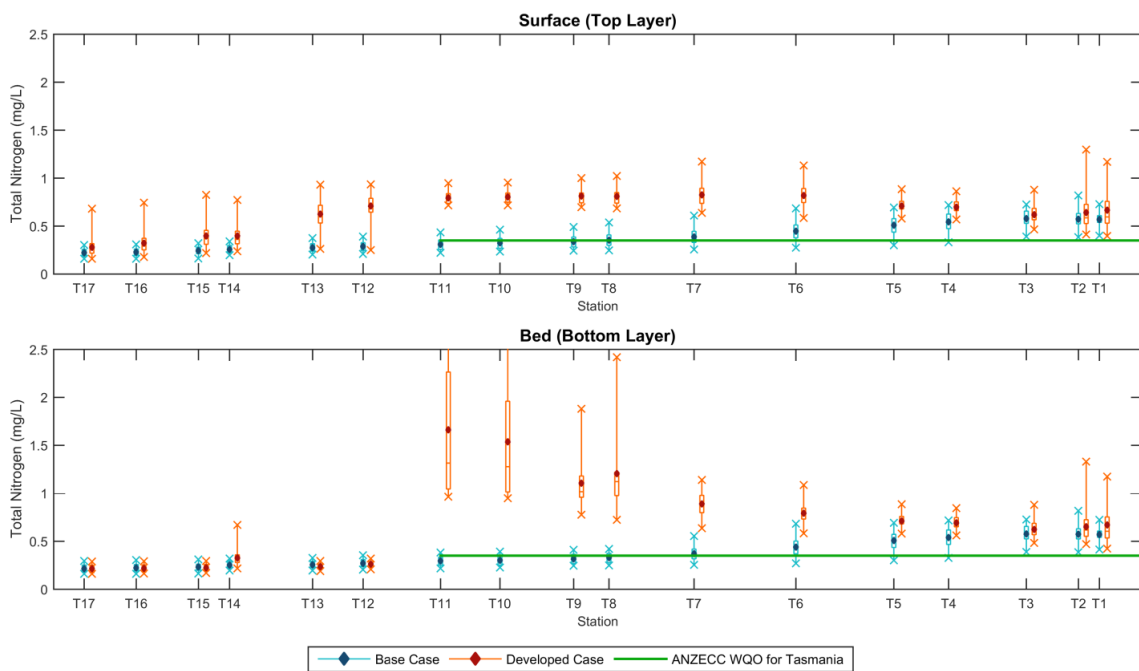 Surface (Top Layer)
2.5
2
1.5
1
0.5
0
Total Nitrogen (mg/L)
T17 T16 T15 T14 T13 T12 T11 T10 T9 T8 T7 T6 T5 T4 T3 T2 T1
Station
Bed (Bottom Layer)
2.5
2
1.5
1
0.5
0
Total Nitrogen (mg/L)
T17 T16 T15 T14 T13 T12 T11 T10 T9 T8 T7 T6 T5 T4 T3 T2 T1
Station
Base Case Developed Case ANZECC WQO for Tasmania